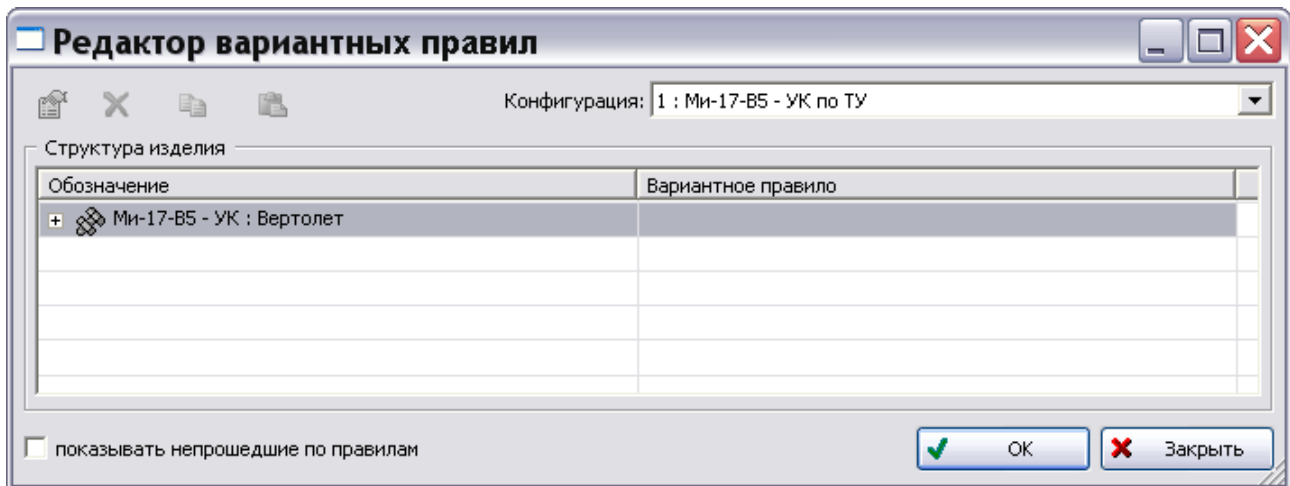 Редактор вариантных правил
Конфигурация: 1 : Ми-17-В5 - УК по ТУ
Структура изделия
Обозначение Вариантное правило
Ми-17-В5 - УК : Вертолет
показывать непрошедшие по правилам ОК Закрыть